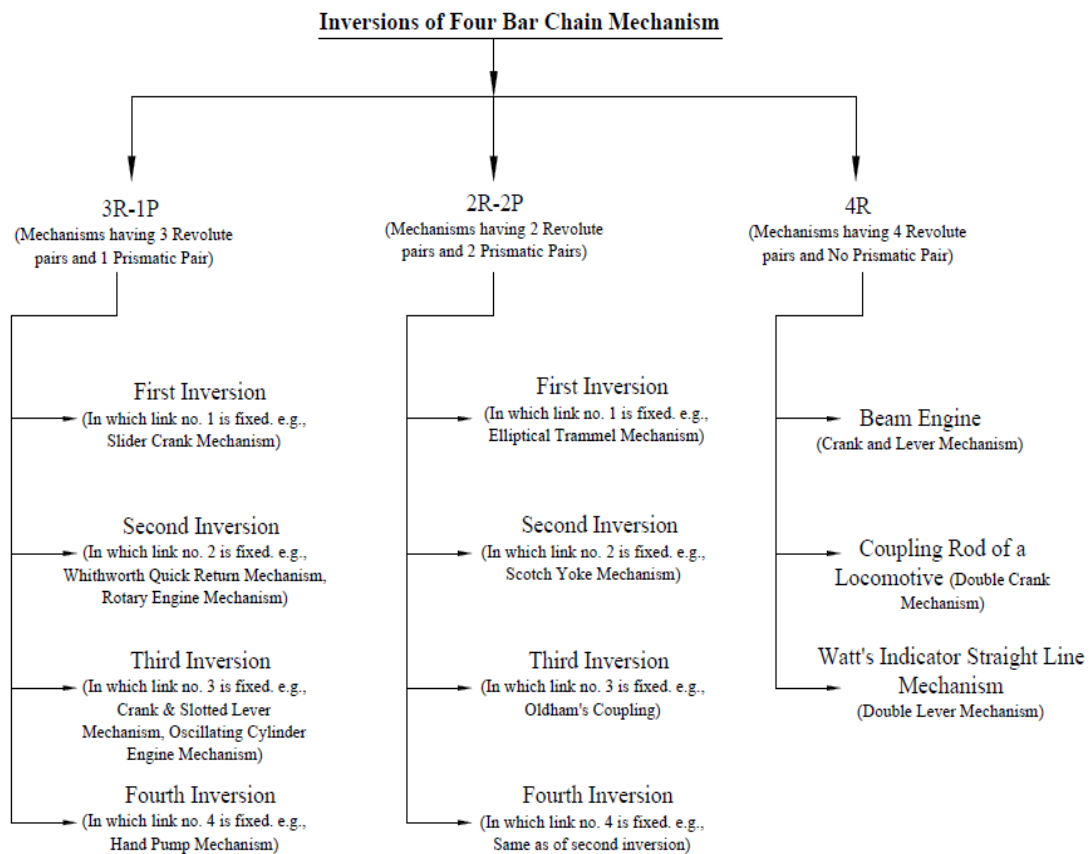 Inversions of Four Bar Chain Mechanism
3R-1P
(Mechanisms having 3 Revolute
pairs and 1 Prismatic Pair)
First Inversion
(In which link no. 1 is fixed. e.g.,
Slider Crank Mechanism)
Second Inversion
(In which link no. 2 is fixed. e.g.,
Whithworth Quick Return Mechanism,
Rotary Engine Mechanism)
Third Inversion
(In which link no. 3 is fixed. e.g.,
Crank & Slotted Lever
Mechanism, Oscillating Cylinder
Engine Mechanism)
Fourth Inversion
(In which link no. 4 is fixed. e.g.,
Hand Pump Mechanism)
2R-2P
(Mechanisms having 2 Revolute
pairs and 2 Prismatic Pairs)
First Inversion
(In which link no. 1 is fixed. e.g.,
Elliptical Trammel Mechanism)
Second Inversion
(In which link no. 2 is fixed. e.g.,
Scotch Yoke Mechanism)
Third Inversion
(In which link no. 3 is fixed. e.g.,
Oldham's Coupling)
Fourth Inversion
(In which link no. 4 is fixed. e.g.,
Same as of second inversion)
4R
(Mechanisms having 4 Revolute
pairs and No Prismatic Pair)
Beam Engine
(Crank and Lever Mechanism)
Coupling Rod of a
Locomotive (Double Crank
Mechanism)
Watt's Indicator Straight Line
Mechanism
(Double Lever Mechanism)